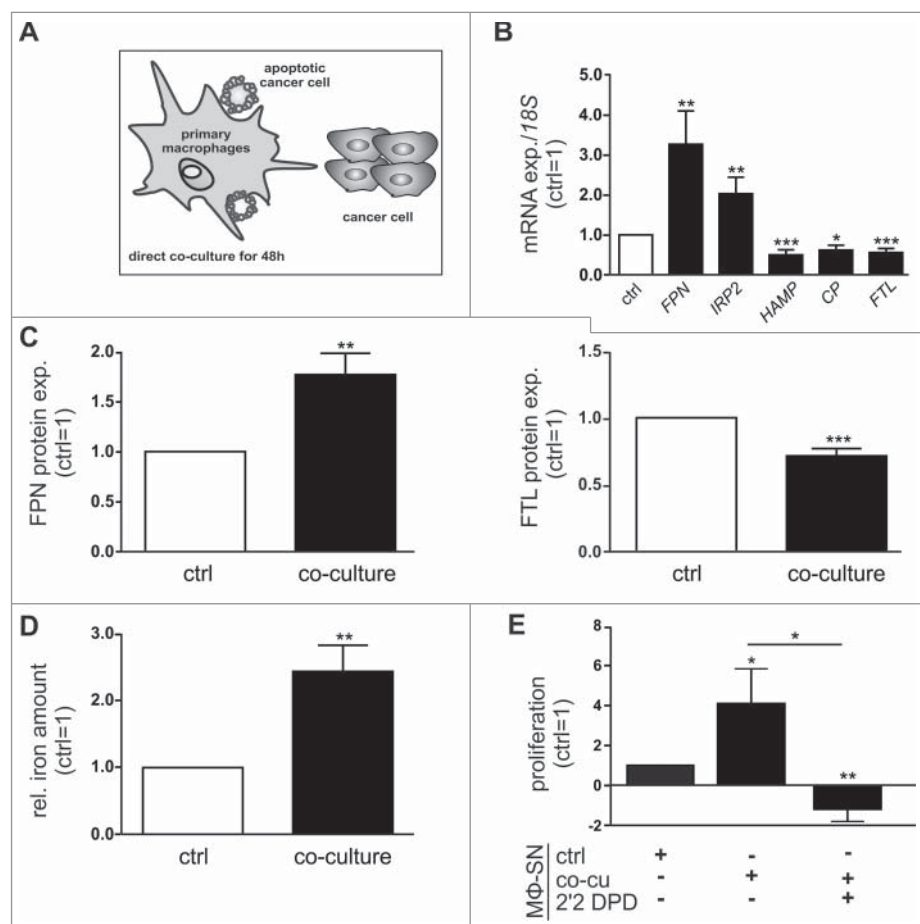 A
apoptotic
cancer cell
primary
macrophages
cancer cell
direct co-culture for 48h
B
mRNA exp./18S
(ctrl=1)
5.0
4.0
3.0
2.0
1.0
0.0
**
**
***
*
***
ctrl
FPN
IRP2
HAMP
CP
FTL
C
FPN protein exp.
(ctrl=1)
2.0
1.5
1.0
0.5
0.0
**
ctrl
co-culture
FTL protein exp.
(ctrl=1)
1.5
1.0
0.5
0.0
***
ctrl
co-culture
D
rel. iron amount
(ctrl=1)
3.0
2.0
1.0
0.0
**
ctrl
co-culture
E
proliferation
(ctrl=1)
8
6
4
2
0
-2
*
*
**
MΦ-SN
ctrl + - -
co-cu - + +
2'2 DPD - - +